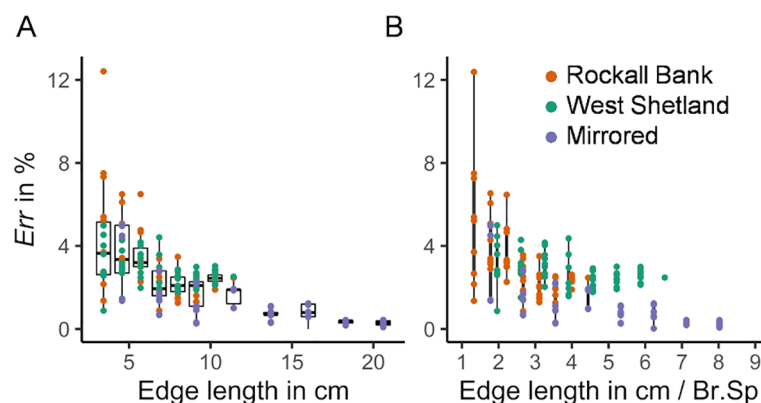 A
B
12
8
4
0
Err in %
5 10 15 20
Edge length in cm
12
8
4
0
Rockall Bank
West Shetland
Mirrored
1 2 3 4 5 6 7 8 9
Edge length in cm / Br.Sp